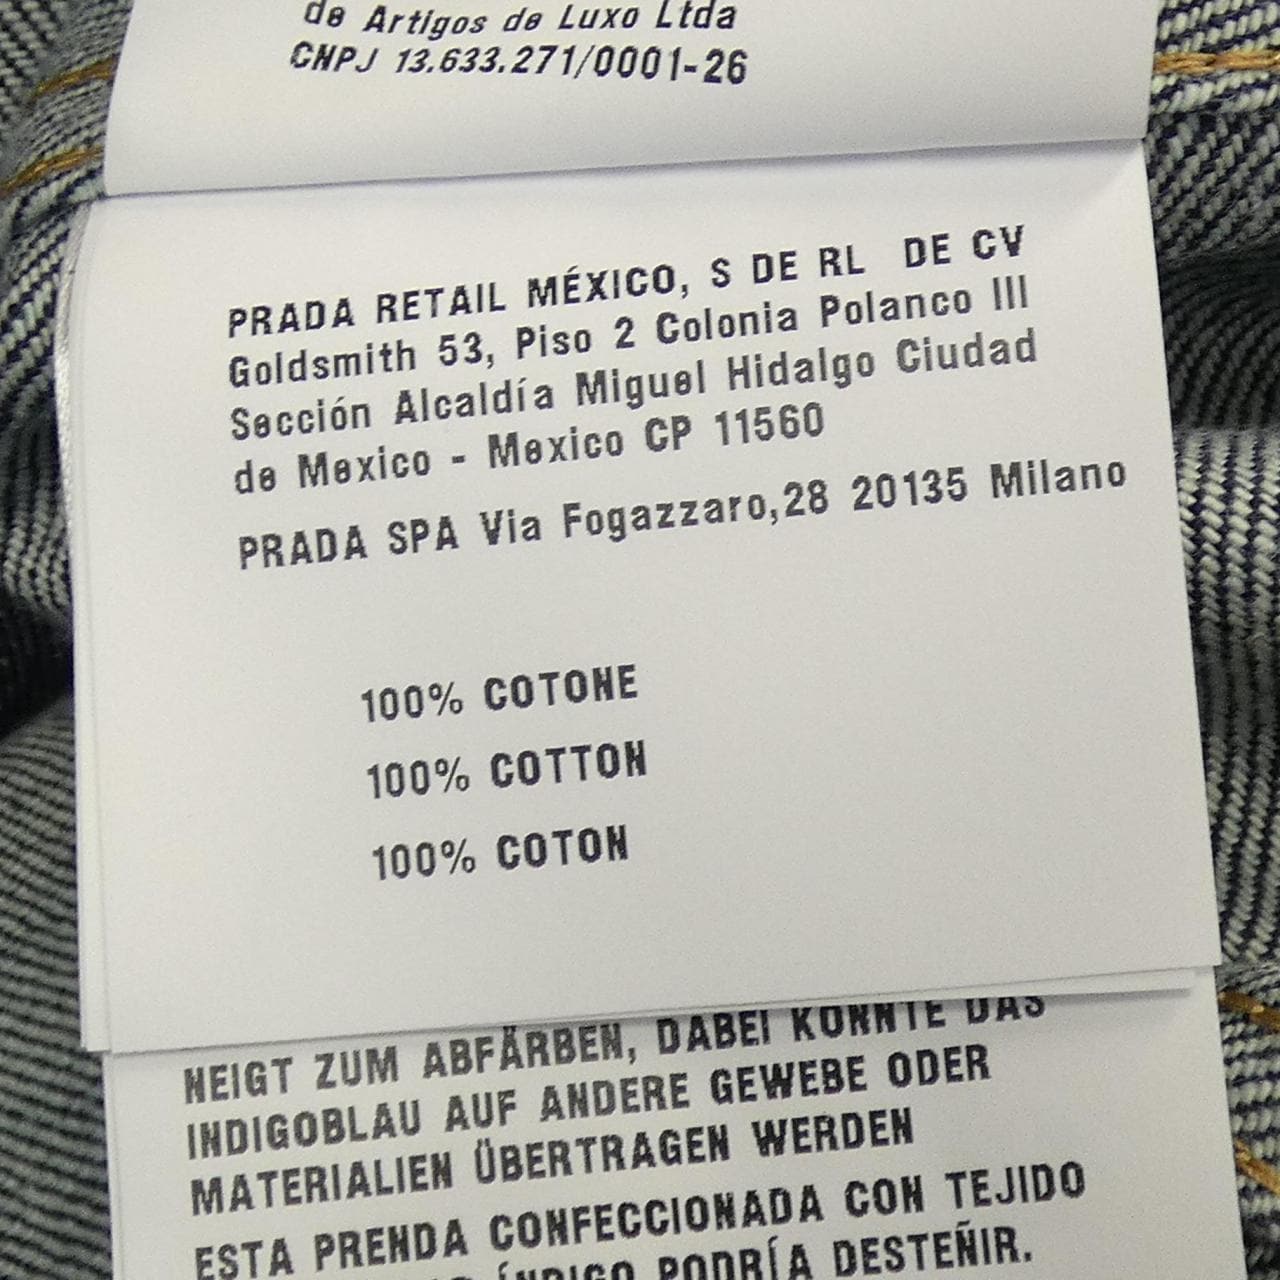 de Artigos de Luxo Ltda
CNPJ 13.633.271/0001-26
PRADA RETAIL MÉXICO, S DE RL DE CV
Goldsmith 53, Piso 2 Colonia Polanco III
Sección Alcaldía Miguel Hidalgo Ciudad
de Mexico - Mexico CP 11560
PRADA SPA Via Fogazzaro,28 20135 Milano
100% COTONE
100% COTTON
100% COTON
NEIGT ZUM ABFÄRBEN, DABEI KÖNNTE DAS
INDIGOBLAU AUF ANDERE GEWEBE ODER
MATERIALIEN ÜBERTRAGEN WERDEN
ESTA PRENDA CONFECCIONADA CON TEJIDO
ÍNDIGO PODRÍA DESTEÑIR.